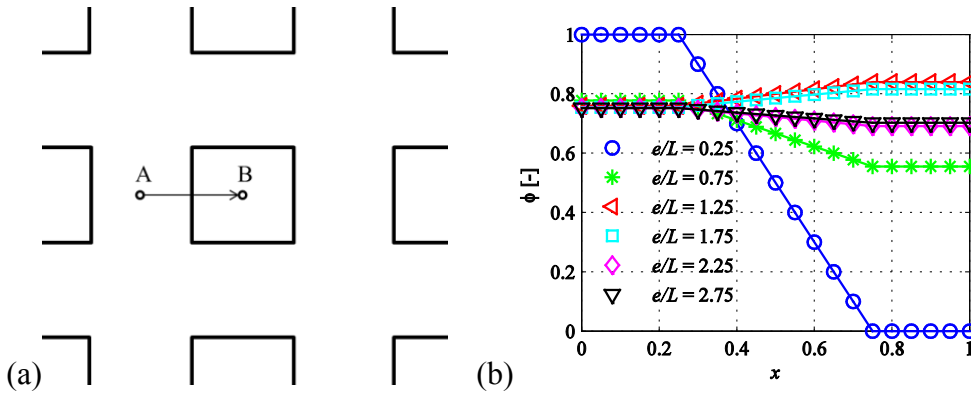 A
B
(a)
(b)
ϕ [-]
1
0.8
0.6
0.4
0.2
0
e/L = 0.25
e/L = 0.75
e/L = 1.25
e/L = 1.75
e/L = 2.25
e/L = 2.75
0 0.2 0.4 0.6 0.8 1
x